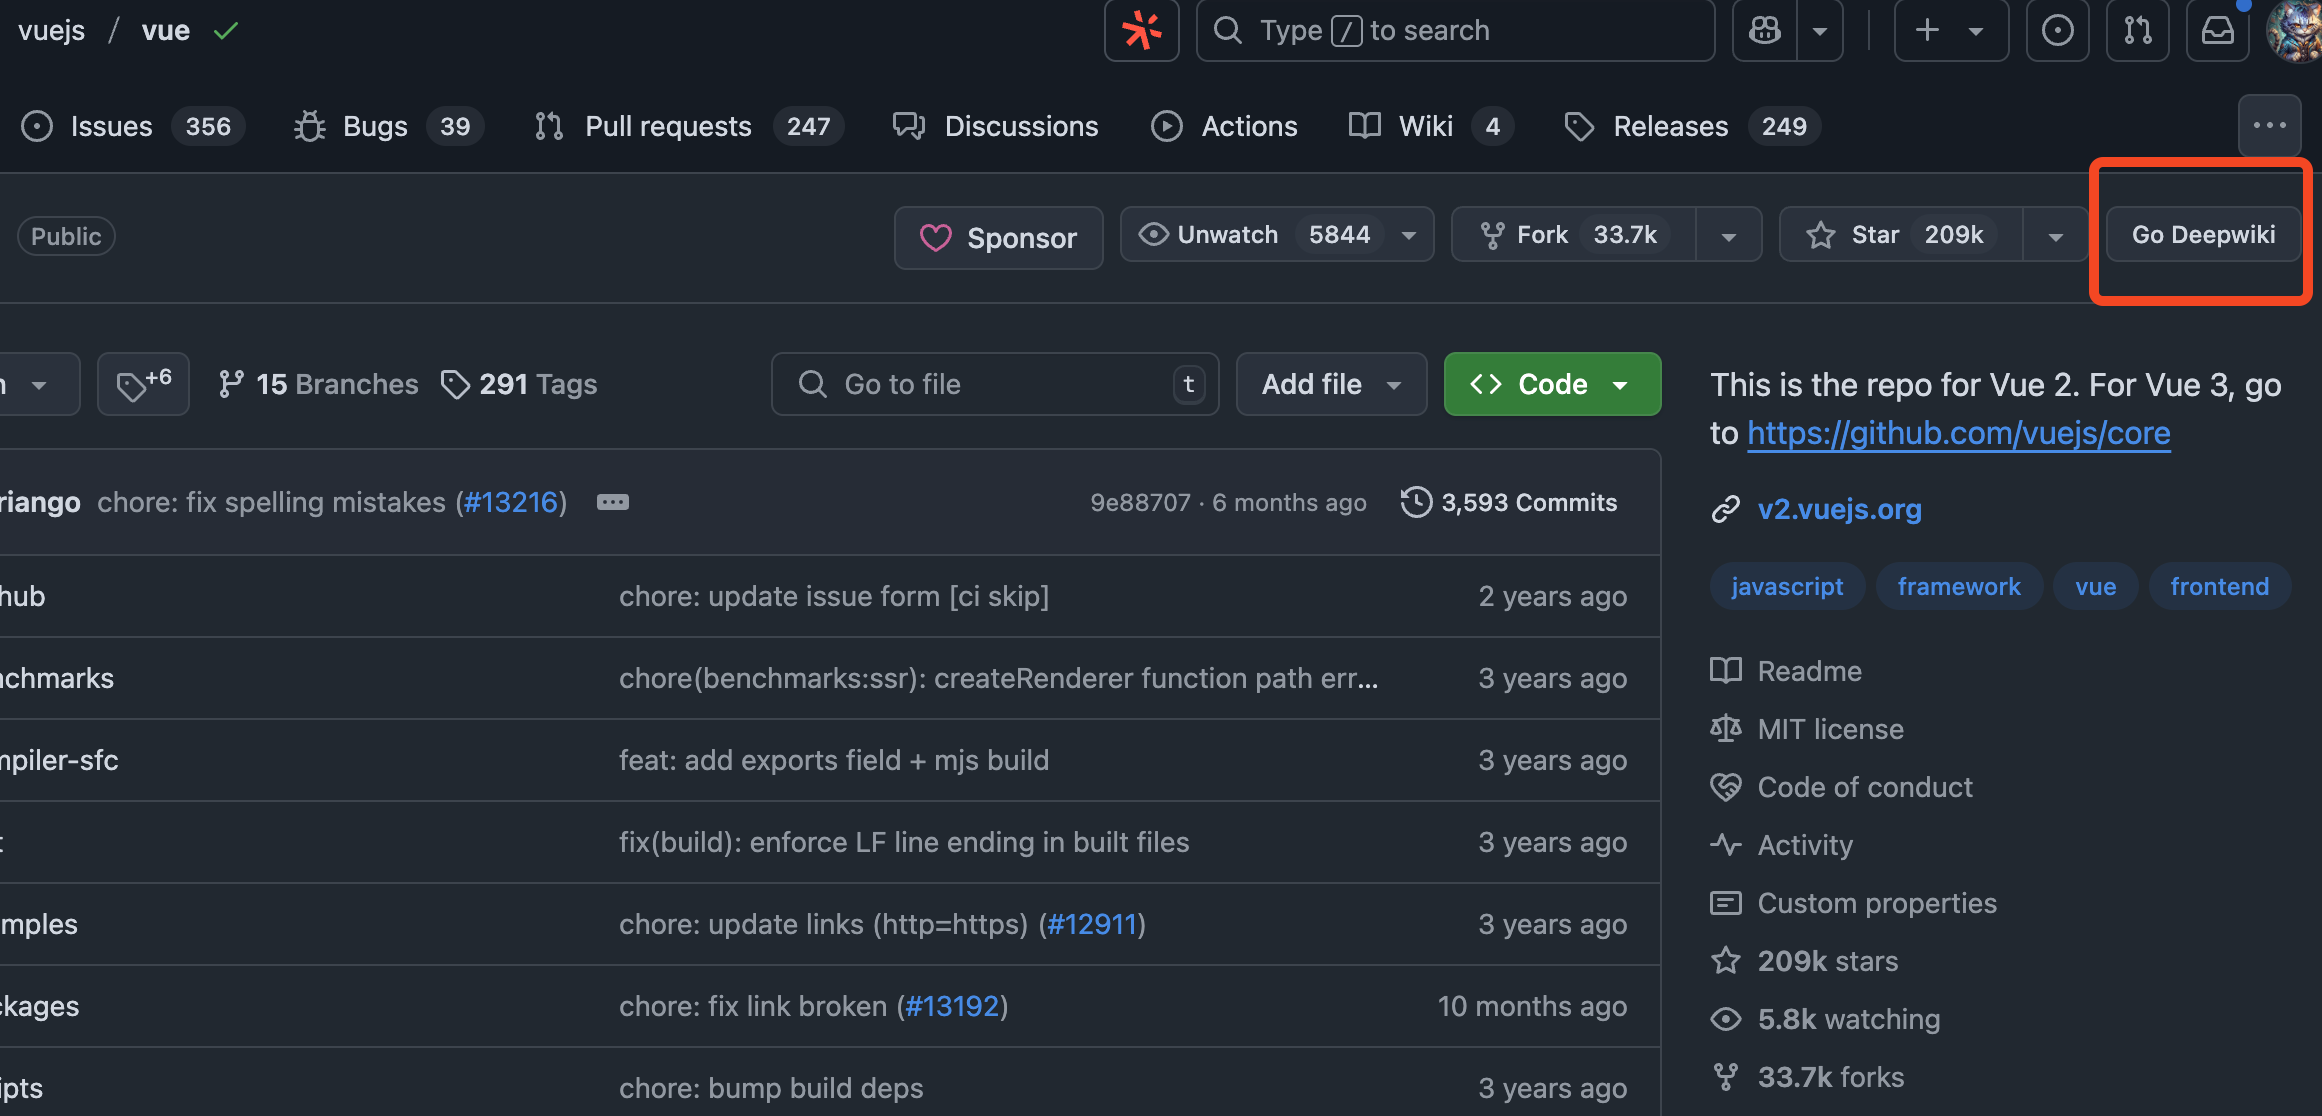 vuejs / vue
Type / to search
Issues 356 Bugs 39 Pull requests 247 Discussions Actions Wiki 4 Releases 249
Public Sponsor Unwatch 5844 Fork 33.7k Star 209k Go Deepwiki
+6 15 Branches 291 Tags Go to file t Add file Code
riango chore: fix spelling mistakes (#13216) 9e88707 · 6 months ago 3,593 Commits
hub chore: update issue form [ci skip] 2 years ago
chmarks chore(benchmarks:ssr): createRenderer function path err... 3 years ago
mpiler-sfc feat: add exports field + mjs build 3 years ago
fix(build): enforce LF line ending in built files 3 years ago
mples chore: update links (http=https) (#12911) 3 years ago
ckages chore: fix link broken (#13192) 10 months ago
ipts chore: bump build deps 3 years ago
This is the repo for Vue 2. For Vue 3, go
to https://github.com/vuejs/core
v2.vuejs.org
javascript framework vue frontend
Readme
MIT license
Code of conduct
Activity
Custom properties
209k stars
5.8k watching
33.7k forks